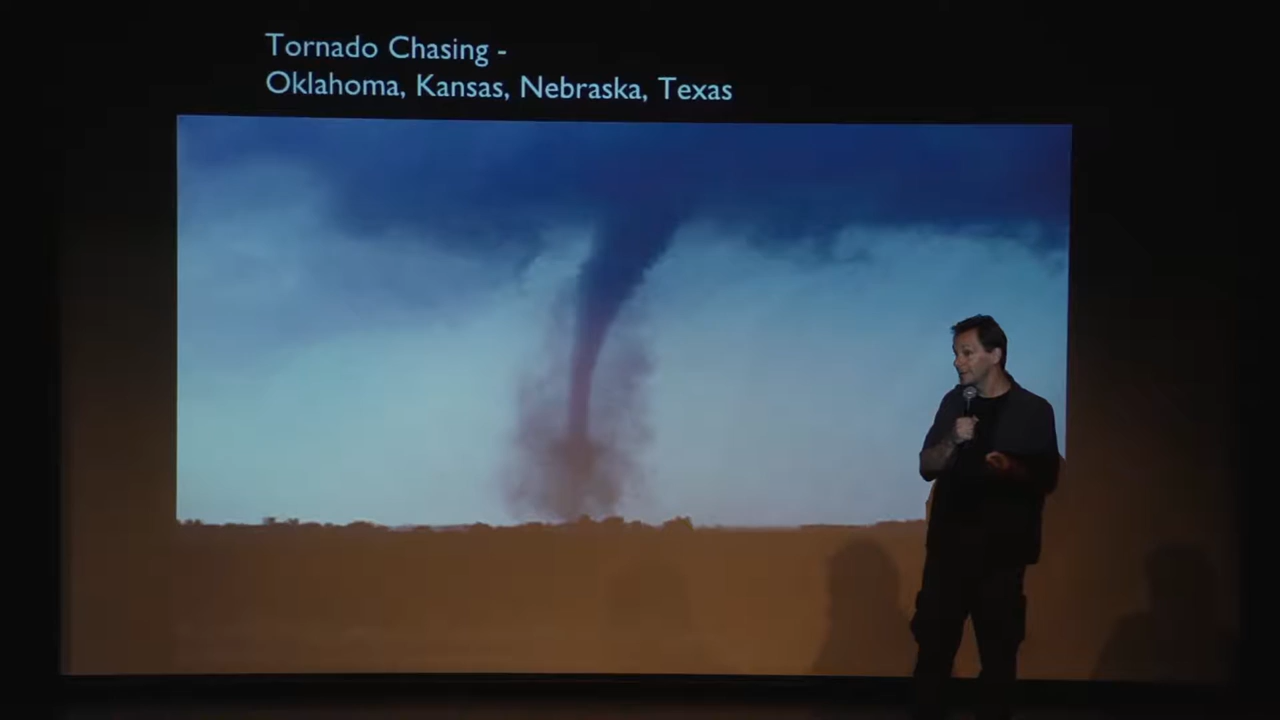 Tornado Chasing -
Oklahoma, Kansas, Nebraska, Texas